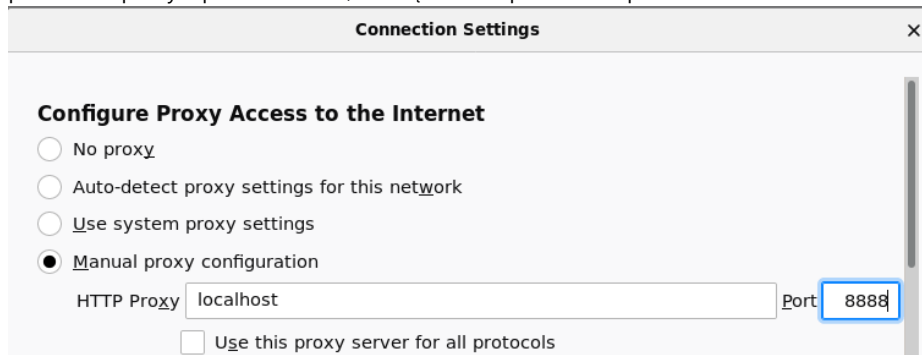 Connection Settings
Configure Proxy Access to the Internet
No proxy
Auto-detect proxy settings for this network
Use system proxy settings
Manual proxy configuration
HTTP Proxy localhost Port 8888
Use this proxy server for all protocols